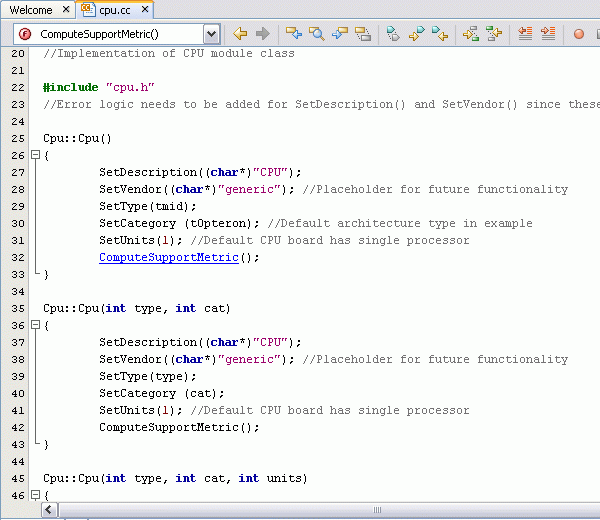 Welcome cpu.cc
ComputeSupportMetric()
20 //Implementation of CPU module class
21
22 #include "cpu.h"
23 //Error logic needs to be added for SetDescription() and SetVendor() since these
24
25 Cpu::Cpu()
26 {
27 SetDescription((char*)"CPU");
28 SetVendor((char*)"generic"); //Placeholder for future functionality
29 SetType(tmid);
30 SetCategory (tOpteron); //Default architecture type in example
31 SetUnits(1); //Default CPU board has single processor
32 ComputeSupportMetric();
33 }
34
35 Cpu::Cpu(int type, int cat)
36 {
37 SetDescription((char*)"CPU");
38 SetVendor((char*)"generic"); //Placeholder for future functionality
39 SetType(type);
40 SetCategory (cat);
41 SetUnits(1); //Default CPU board has single processor
42 ComputeSupportMetric();
43 }
44
45 Cpu::Cpu(int type, int cat, int units)
46 {